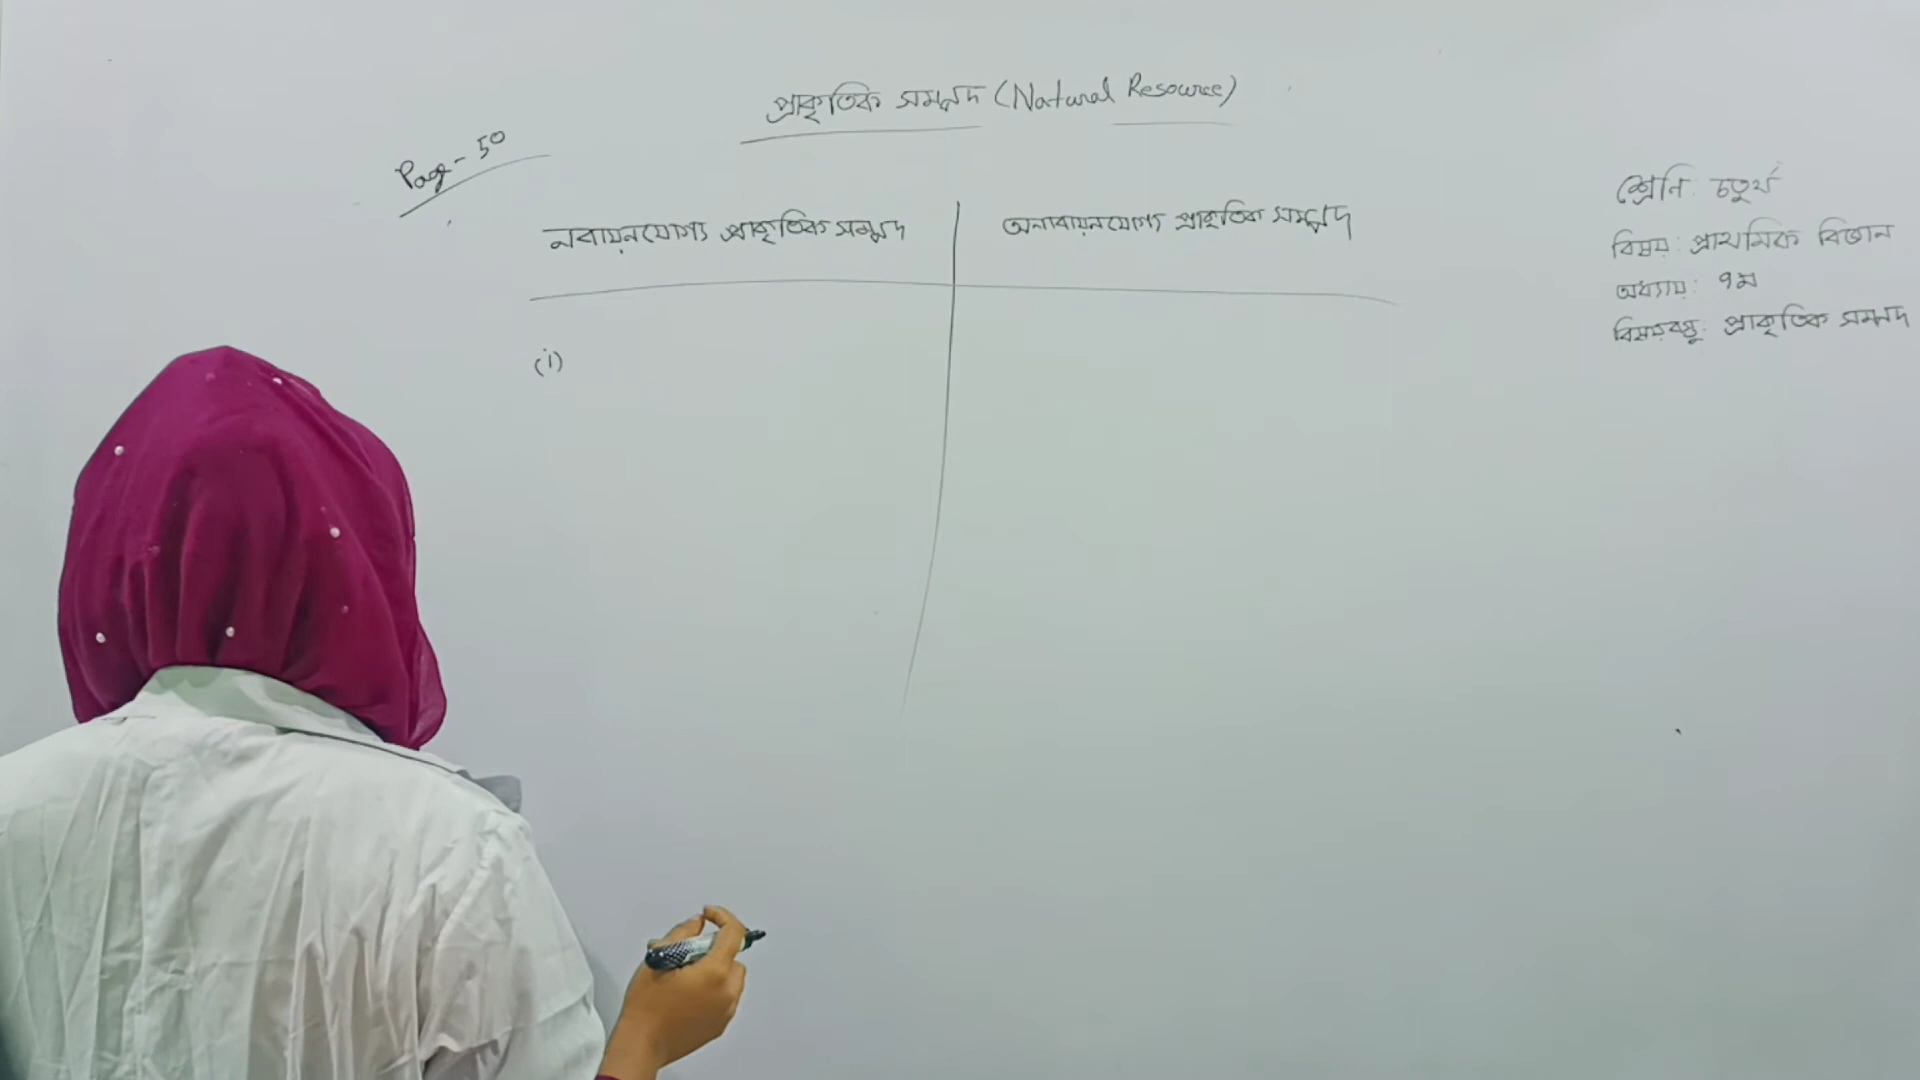 প্রাকৃতিক সম্পদ (Natural Resource)
Page - 50
নবায়নযোগ্য প্রাকৃতিক সম্পদ
অনবায়নযোগ্য প্রাকৃতিক সম্পদ
(i)
শ্রেণি: চতুর্থ
বিষয়: প্রাথমিক বিজ্ঞান
অধ্যায়: ৭ম
বিষয়বস্তু: প্রাকৃতিক সম্পদ